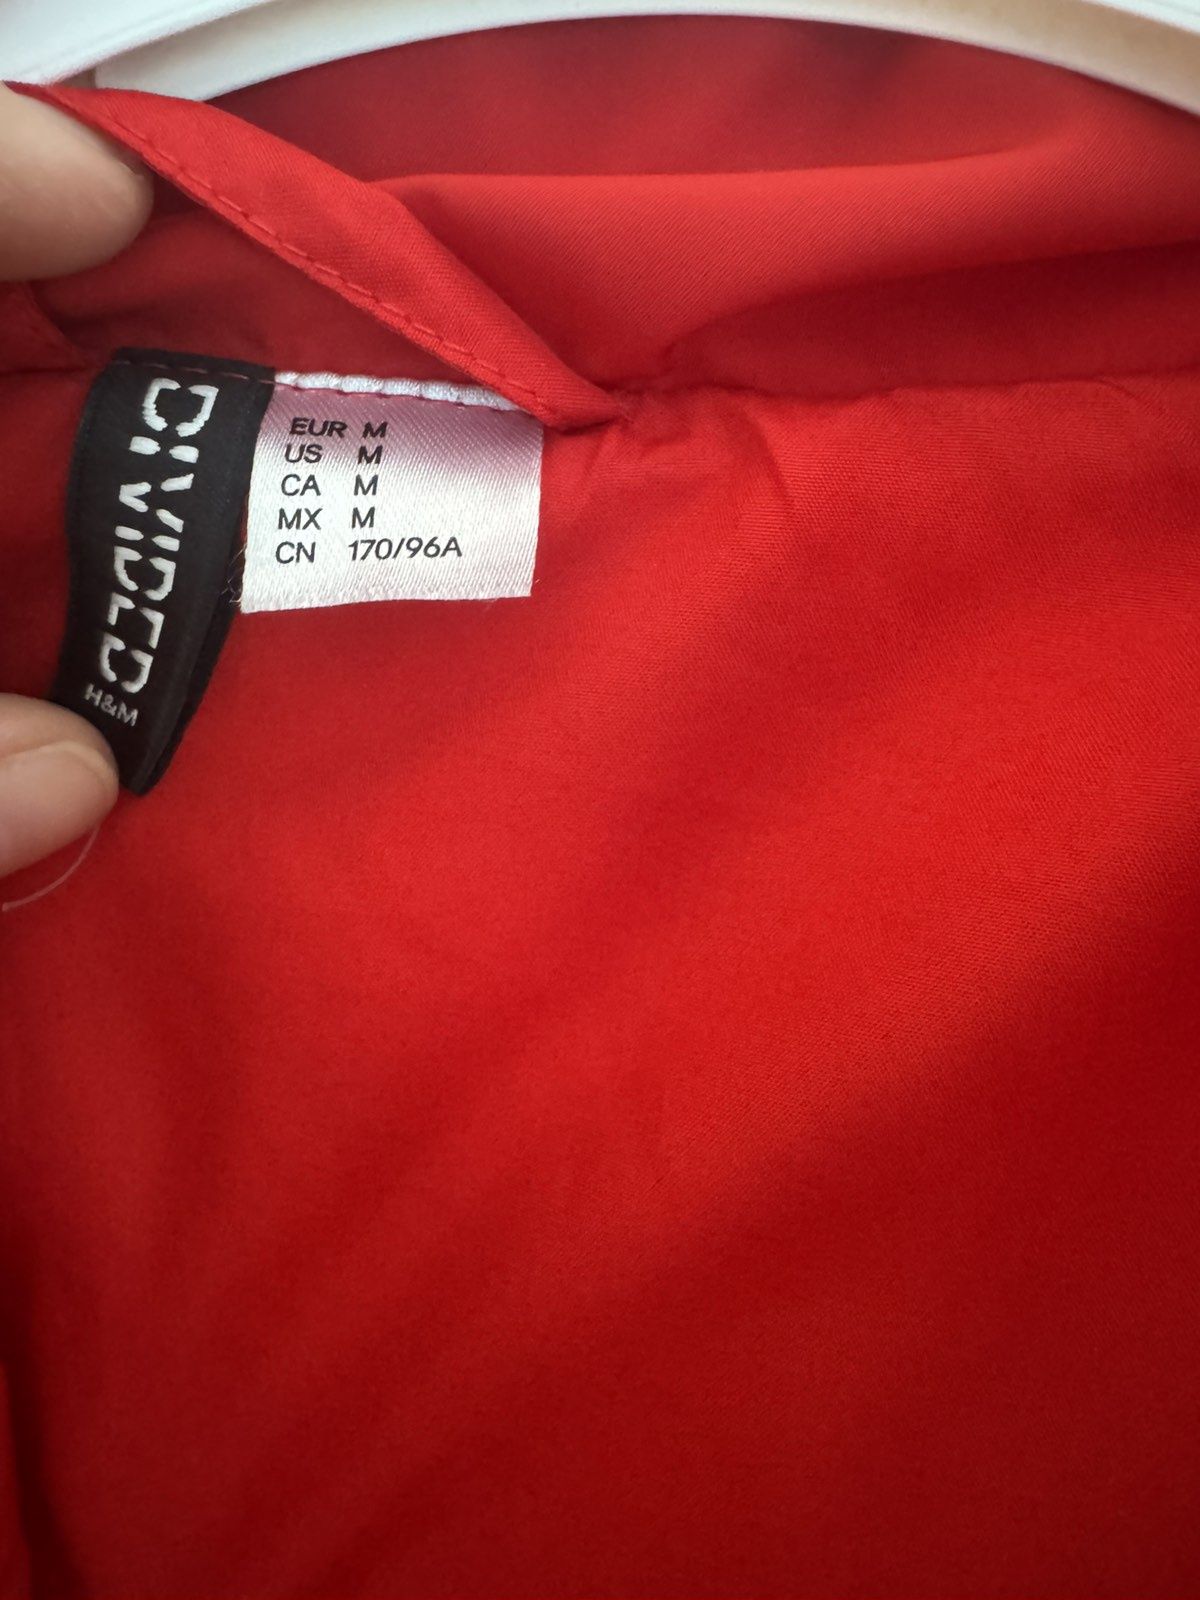 DIVIDED
H&M
EUR M
US M
CA M
MX M
CN 170/96A